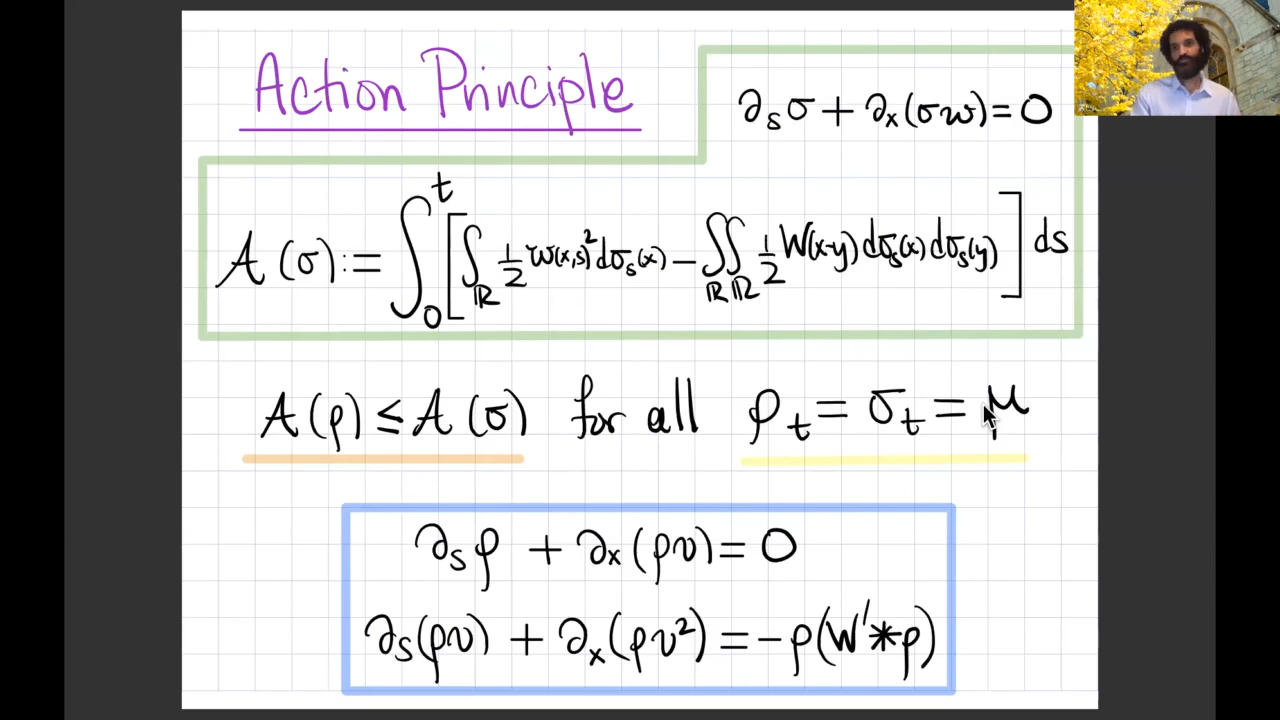 Action Principle
∂ₛσ + ∂ₓ(σw) = 0
A(σ) := ∫₀ᵗ [ ∫_ℝ ½ w(x,s)² dσₛ(x) − ∬_ℝℝ ½ W(x-y) dσₛ(x) dσₛ(y) ] ds
A(ρ) ≤ A(σ) for all ρₜ = σₜ = μ
∂ₛρ + ∂ₓ(ρv) = 0
∂ₛ(ρv) + ∂ₓ(ρv²) = −ρ(W′∗ρ)